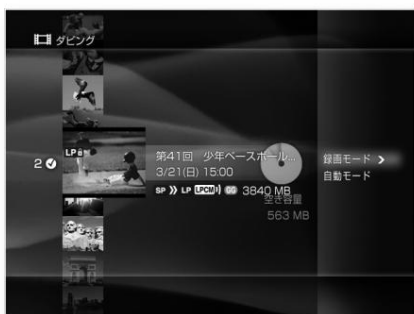 ダビング
LP
2
第41回 少年ベースボール...
3/21(日) 15:00
SP LP LPCM 3840 MB
空き容量
563 MB
録画モード
自動モード